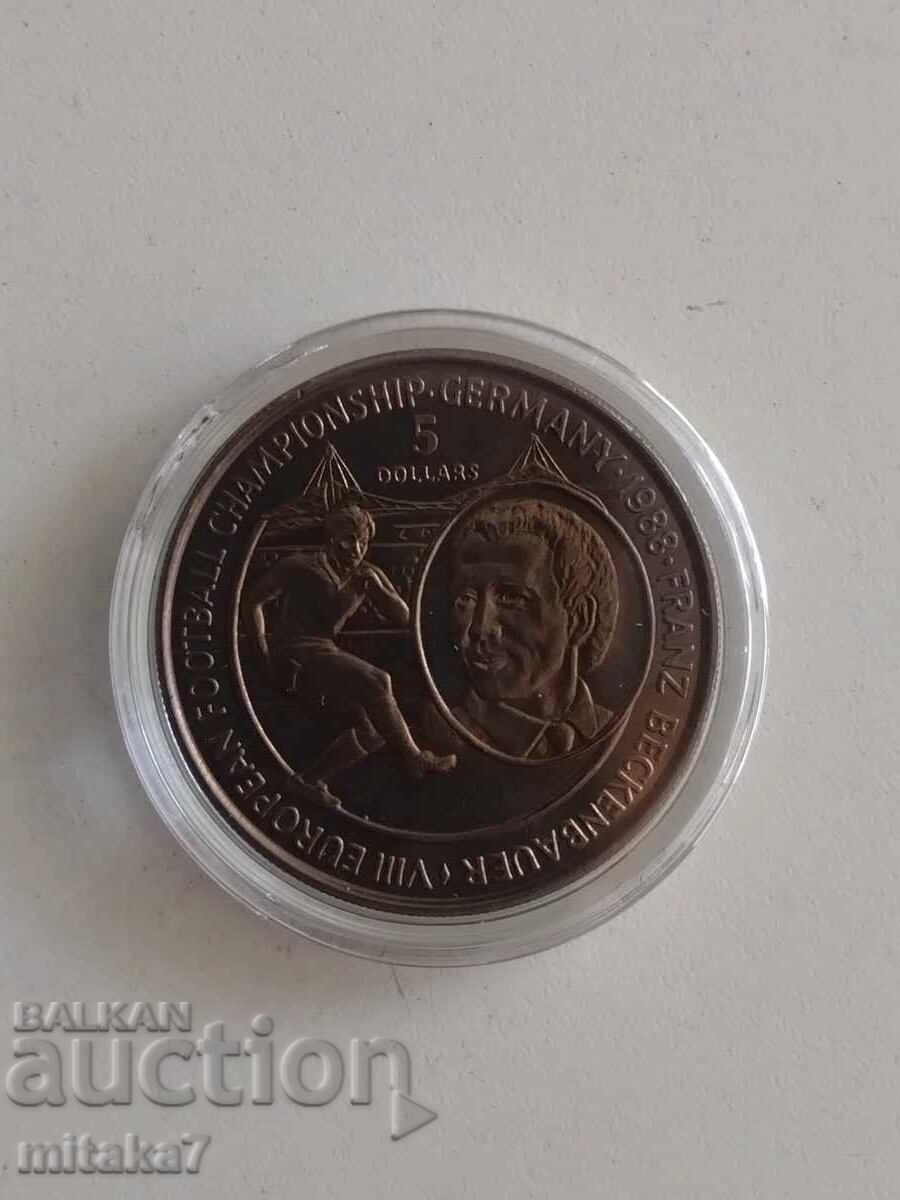 VIII EUROPEAN FOOTBALL CHAMPIONSHIP · GERMANY · 1988 · FRANZ BECKENBAUER
5
DOLLARS
BALKAN
auction
mitaka7